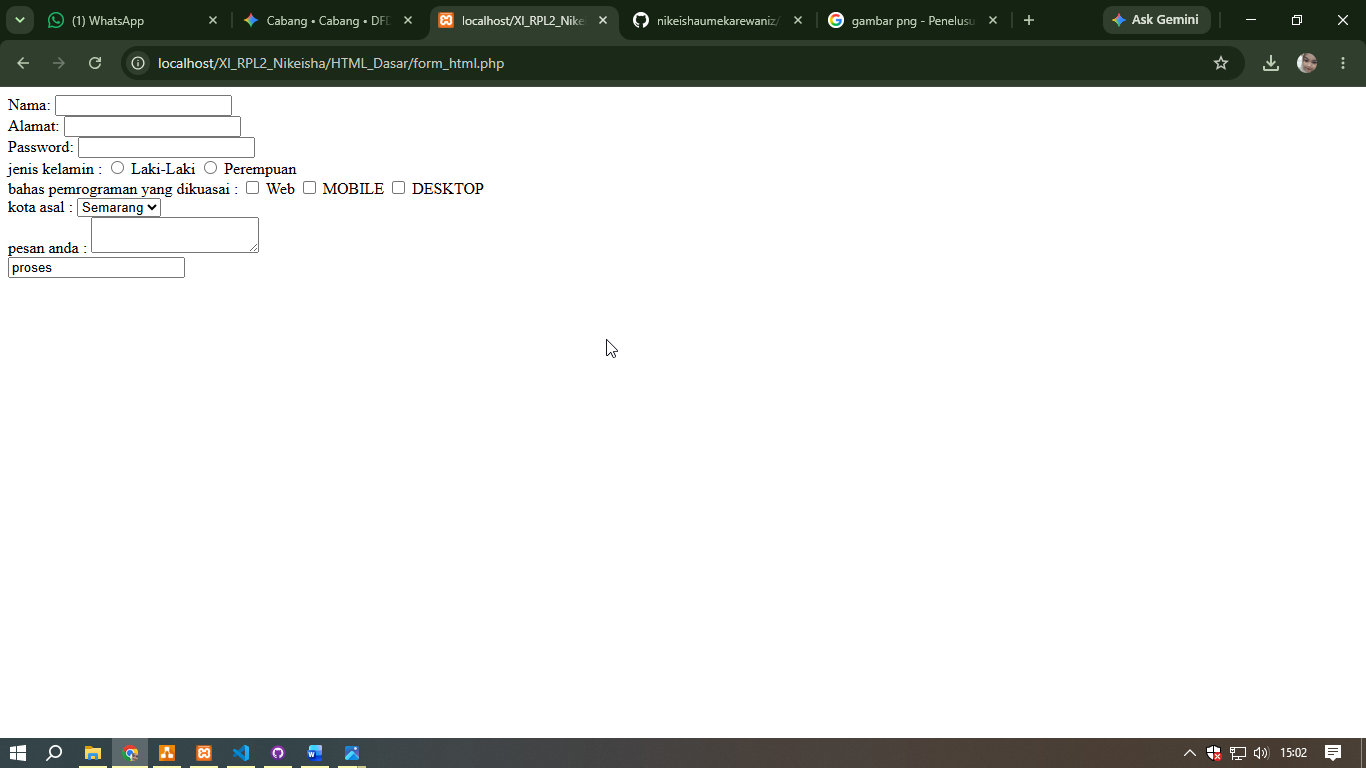 (1) WhatsApp
Cabang • Cabang • DFD
localhost/XI_RPL2_Nikei
nikeishaumekarewaniz/
gambar png - Penelusu
Ask Gemini
localhost/XI_RPL2_Nikeisha/HTML_Dasar/form_html.php
Nama:
Alamat:
Password:
jenis kelamin : Laki-Laki Perempuan
bahas pemrograman yang dikuasai : Web MOBILE DESKTOP
kota asal : Semarang
pesan anda :
proses
15:02